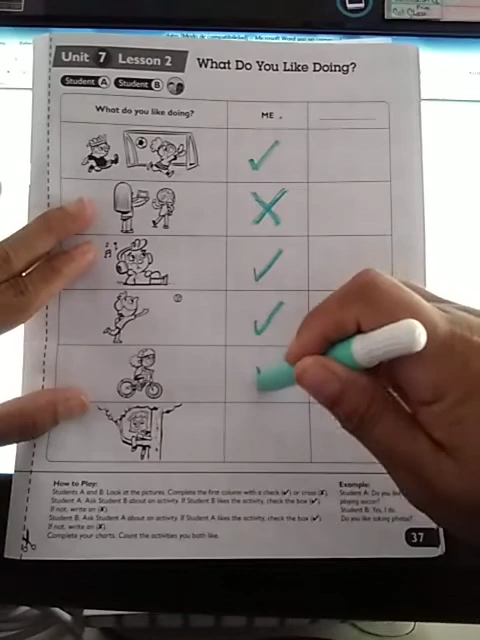 Unit 7 Lesson 2
What Do You Like Doing?
Student A Student B
What do you like doing?
ME.
How to Play:
Students A and B: Look at the pictures. Complete the first column with a check (✔) or cross (✘).
Student A: Ask Student B about an activity. If Student B likes the activity, check the box (✔).
If not, write an (✘).
Student B: Ask Student A about an activity. If Student A likes the activity, check the box (✔).
If not, write an (✘).
Complete your charts. Count the activities you both like.
Example:
Student A: Do you like
playing soccer?
Student B: Yes, I do.
Do you like taking photos?
37